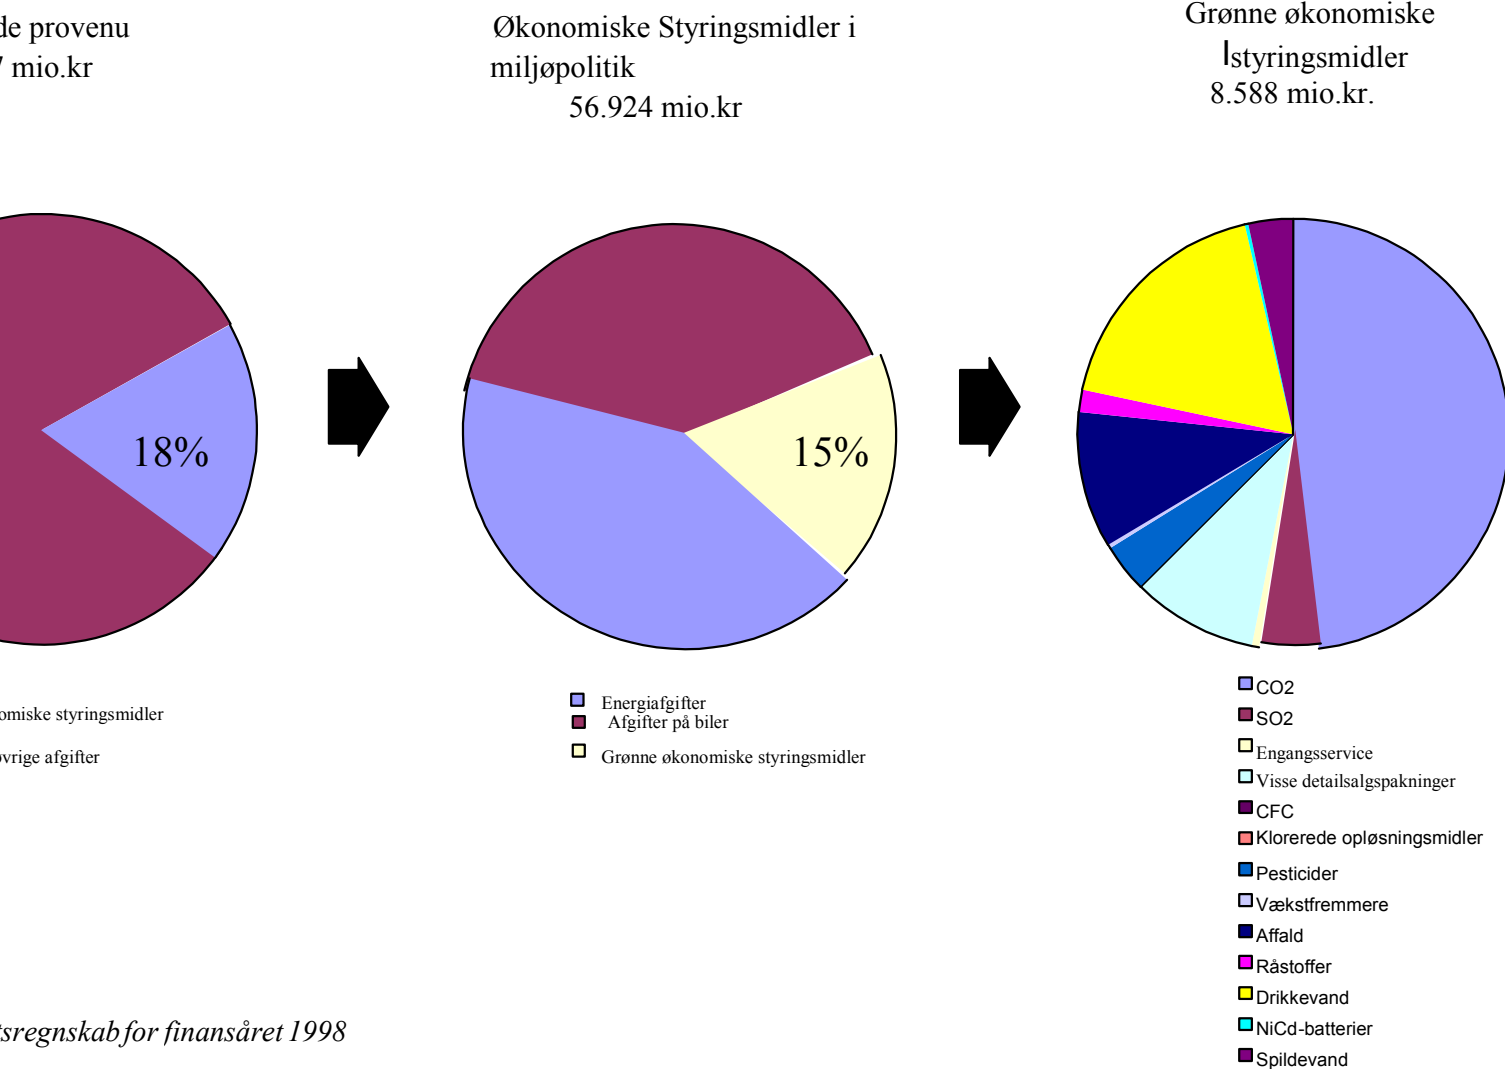 de provenu
mio.kr
Økonomiske Styringsmidler i
miljøpolitik
56.924 mio.kr
Grønne økonomiske
styringsmidler
8.588 mio.kr.
18%
15%
omiske styringsmidler
øvrige afgifter
Energiafgifter
Afgifter på biler
Grønne økonomiske styringsmidler
CO2
SO2
Engangsservice
Visse detailsalgspakninger
CFC
Klorerede opløsningsmidler
Pesticider
Vækstfremmere
Affald
Råstoffer
Drikkevand
NiCd-batterier
Spildevand
tsregnskab for finansåret 1998